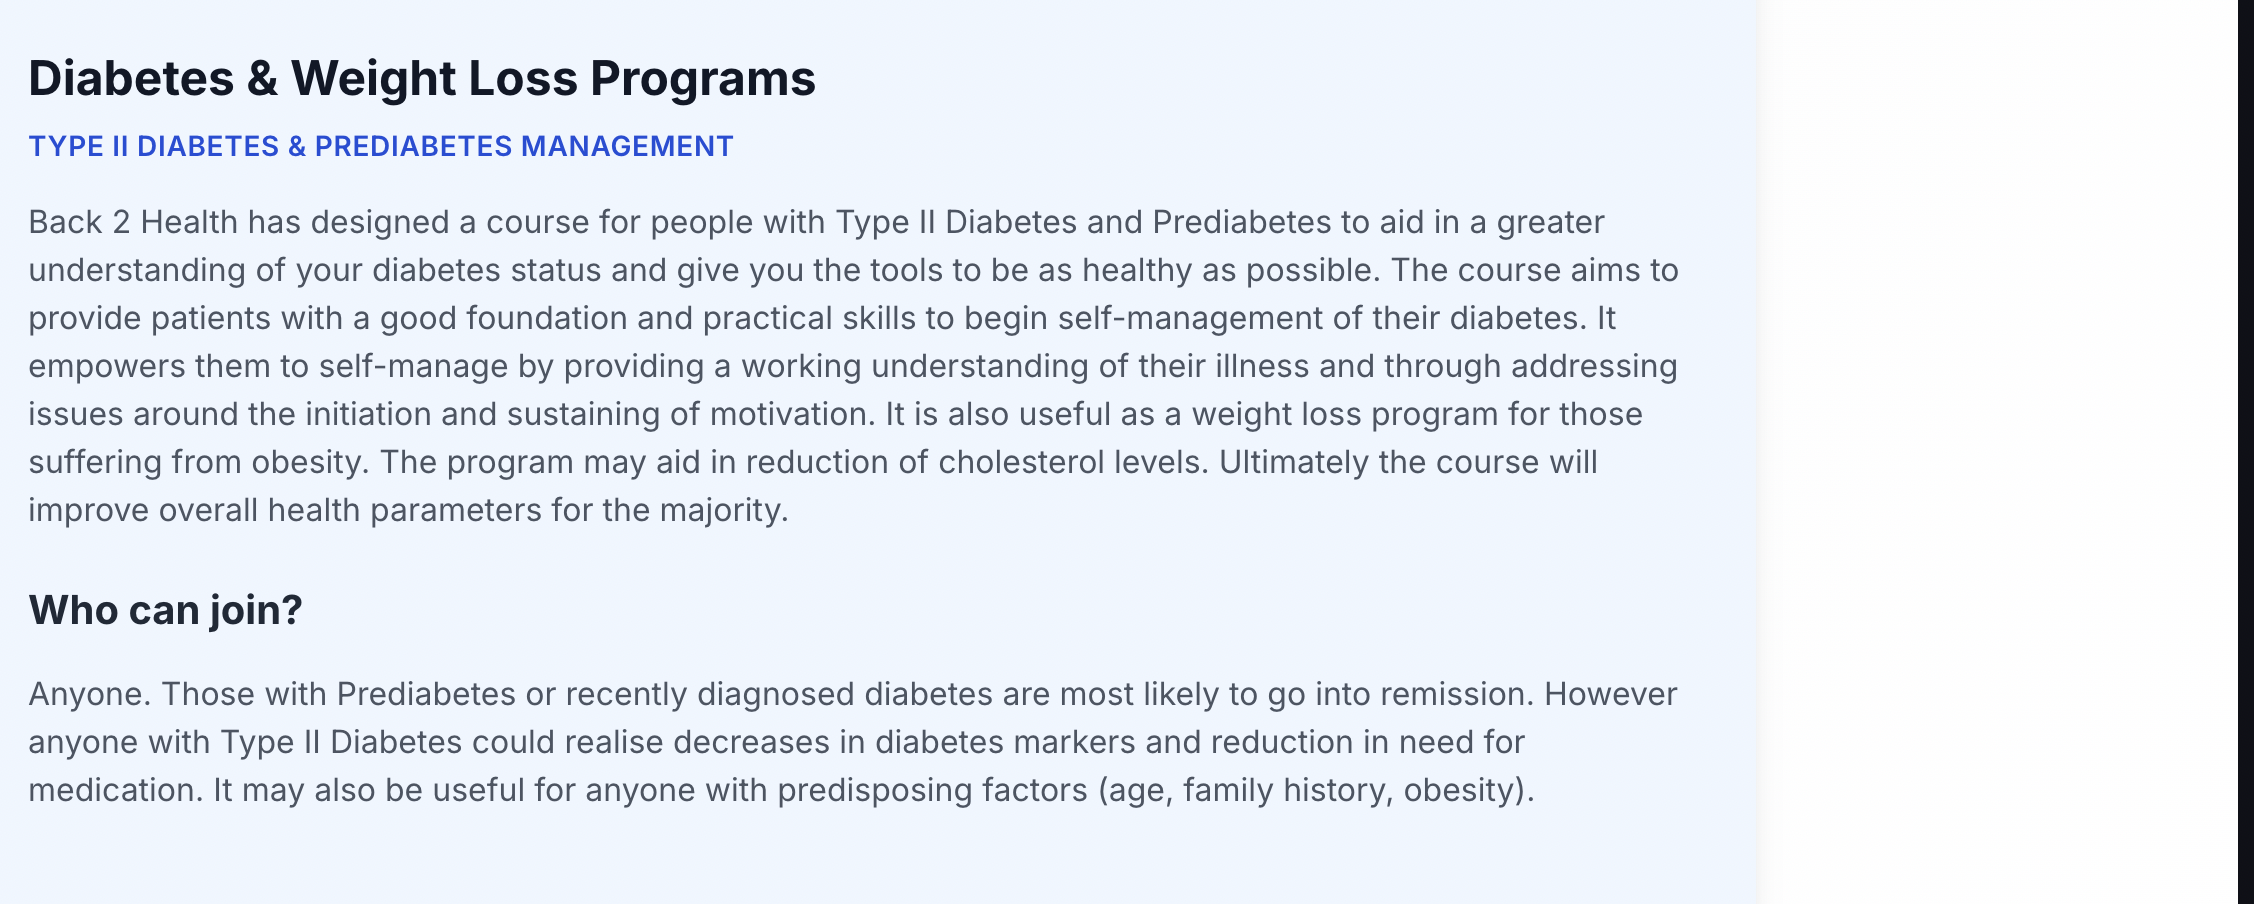 Diabetes & Weight Loss Programs
TYPE II DIABETES & PREDIABETES MANAGEMENT
Back 2 Health has designed a course for people with Type II Diabetes and Prediabetes to aid in a greater
understanding of your diabetes status and give you the tools to be as healthy as possible. The course aims to
provide patients with a good foundation and practical skills to begin self-management of their diabetes. It
empowers them to self-manage by providing a working understanding of their illness and through addressing
issues around the initiation and sustaining of motivation. It is also useful as a weight loss program for those
suffering from obesity. The program may aid in reduction of cholesterol levels. Ultimately the course will
improve overall health parameters for the majority.
Who can join?
Anyone. Those with Prediabetes or recently diagnosed diabetes are most likely to go into remission. However
anyone with Type II Diabetes could realise decreases in diabetes markers and reduction in need for
medication. It may also be useful for anyone with predisposing factors (age, family history, obesity).